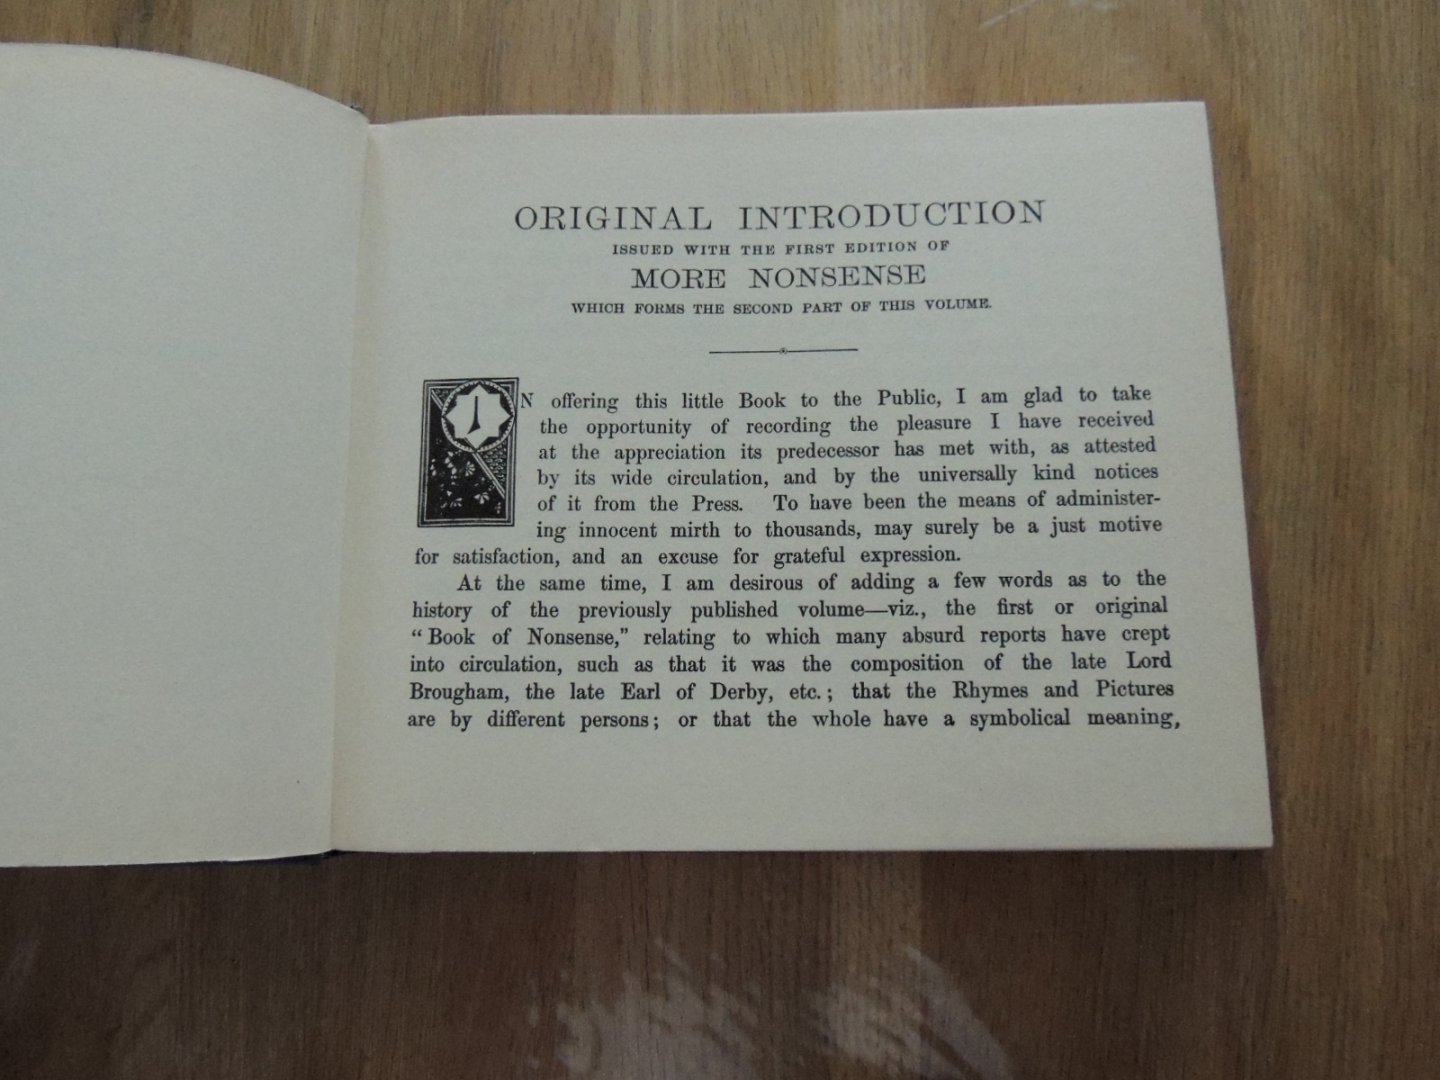 ORIGINAL INTRODUCTION
ISSUED WITH THE FIRST EDITION OF
MORE NONSENSE
WHICH FORMS THE SECOND PART OF THIS VOLUME.
IN offering this little Book to the Public, I am glad to take
the opportunity of recording the pleasure I have received
at the appreciation its predecessor has met with, as attested
by its wide circulation, and by the universally kind notices
of it from the Press. To have been the means of administer-
ing innocent mirth to thousands, may surely be a just motive
for satisfaction, and an excuse for grateful expression.
At the same time, I am desirous of adding a few words as to the
history of the previously published volume—viz., the first or original
“Book of Nonsense,” relating to which many absurd reports have crept
into circulation, such as that it was the composition of the late Lord
Brougham, the late Earl of Derby, etc.; that the Rhymes and Pictures
are by different persons; or that the whole have a symbolical meaning,